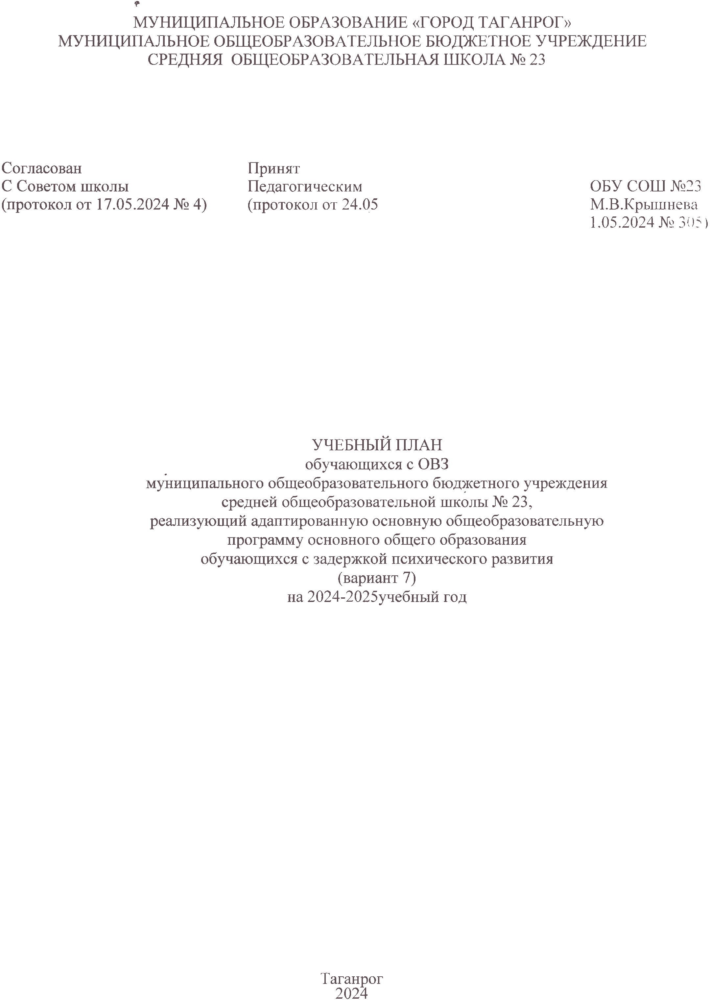 МУНИЦИПАЛЬНОЕ ОБРАЗОВАНИЕ «ГОРОД ТАГАНРОГ»
МУНИЦИПАЛЬНОЕ ОБЩЕОБРАЗОВАТЕЛЬНОЕ БЮДЖЕТНОЕ УЧРЕЖДЕНИЕ
СРЕДНЯЯ ОБЩЕОБРАЗОВАТЕЛЬНАЯ ШКОЛА № 23
Согласован
С Советом школы
(протокол от 17.05.2024 № 4)
Принят
Педагогическим
(протокол от 24.05
ОБУ СОШ №23
М.В.Крышнева
1.05.2024 № 305)
УЧЕБНЫЙ ПЛАН
обучающихся с ОВЗ
муниципального общеобразовательного бюджетного учреждения
средней общеобразовательной школы № 23,
реализующий адаптированную основную общеобразовательную
программу основного общего образования
обучающихся с задержкой психического развития
(вариант 7)
на 2024-2025учебный год
Таганрог
2024